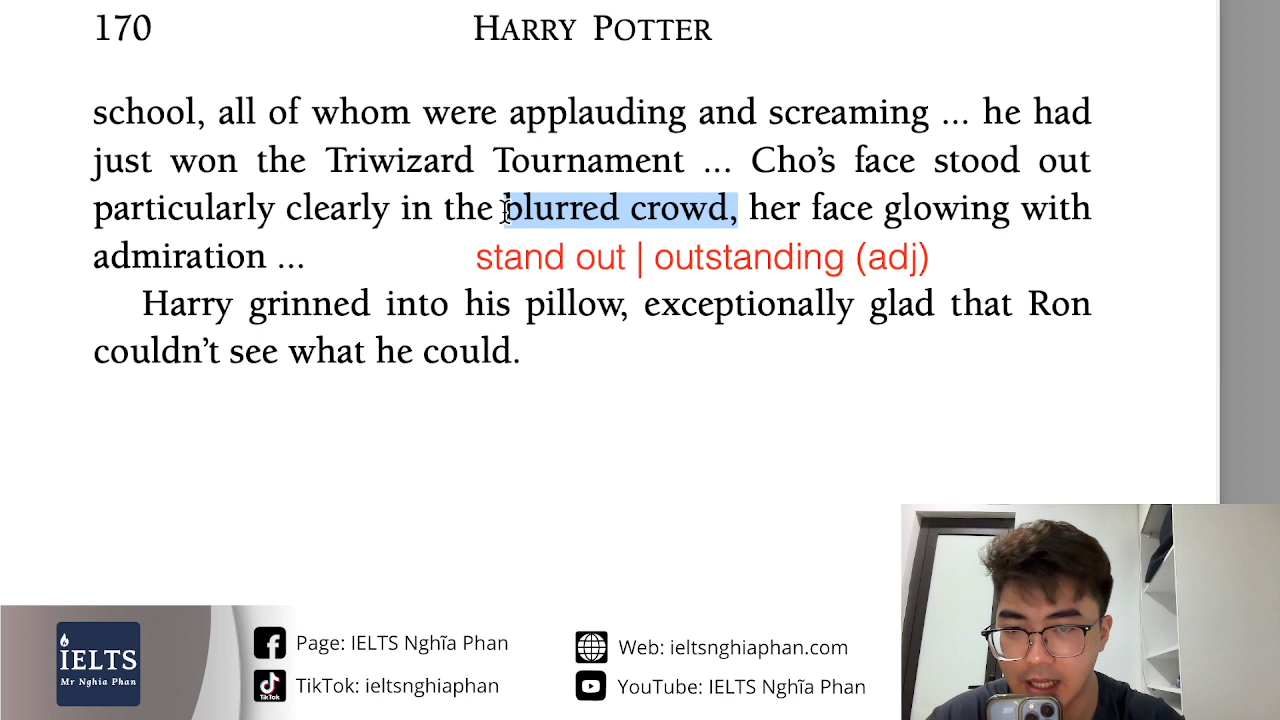 170 HARRY POTTER
school, all of whom were applauding and screaming ... he had
just won the Triwizard Tournament ... Cho's face stood out
particularly clearly in the blurred crowd, her face glowing with
admiration ...
stand out | outstanding (adj)
Harry grinned into his pillow, exceptionally glad that Ron
couldn't see what he could.
IELTS
Mr Nghia Phan
Page: IELTS Nghĩa Phan
TikTok
TikTok: ieltsnghiaphan
Web: ieltsnghiaphan.com
YouTube: IELTS Nghĩa Phan